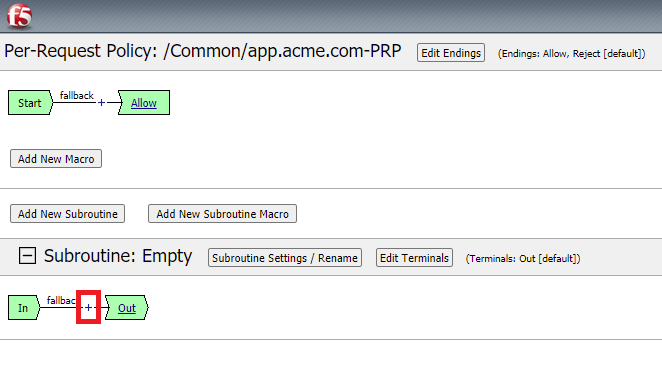 f5
Per-Request Policy: /Common/app.acme.com-PRP Edit Endings (Endings: Allow, Reject [default])
fallback
Start + Allow
Add New Macro
Add New Subroutine Add New Subroutine Macro
Subroutine: Empty Subroutine Settings / Rename Edit Terminals (Terminals: Out [default])
fallback
In + Out